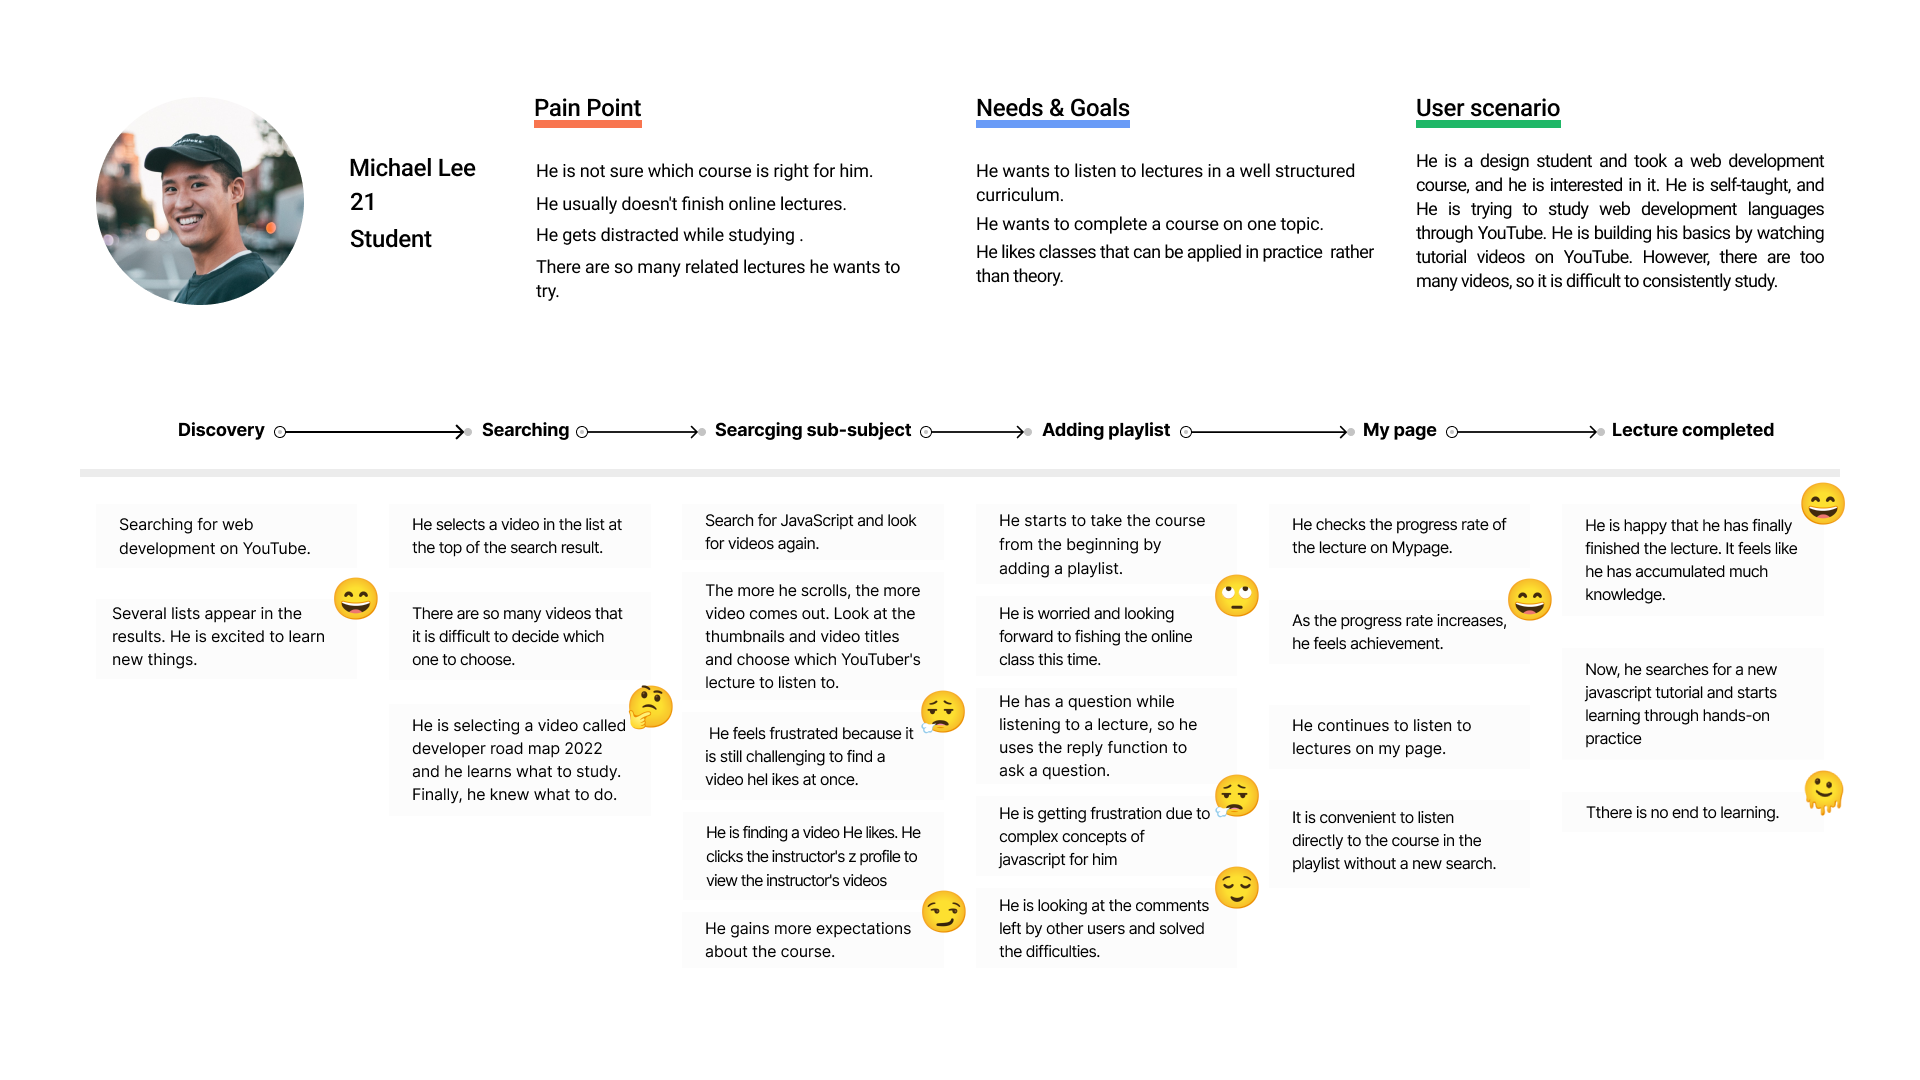 Michael Lee
21
Student
Pain Point
He is not sure which course is right for him.
He usually doesn't finish online lectures.
He gets distracted while studying .
There are so many related lectures he wants to
try.
Needs & Goals
He wants to listen to lectures in a well structured
curriculum.
He wants to complete a course on one topic.
He likes classes that can be applied in practice  rather
than theory.
User scenario
He is a design student and took a web development
course, and he is interested in it. He is self-taught, and
He is trying to study web development languages
through YouTube. He is building his basics by watching
tutorial videos on YouTube. However, there are too
many videos, so it is difficult to consistently study.
Discovery
Searching
Searcging sub-subject
Adding playlist
My page
Lecture completed
Searching for web
development on YouTube.
Several lists appear in the
results. He is excited to learn
new things.
He selects a video in the list at
the top of the search result.
There are so many videos that
it is difficult to decide which
one to choose.
He is selecting a video called
developer road map 2022
and he learns what to study.
Finally, he knew what to do.
Search for JavaScript and look
for videos again.
The more he scrolls, the more
video comes out. Look at the
thumbnails and video titles
and choose which YouTuber's
lecture to listen to.
He feels frustrated because it
is still challenging to find a
video hel ikes at once.
He is finding a video He likes. He
clicks the instructor's z profile to
view the instructor's videos
He gains more expectations
about the course.
He starts to take the course
from the beginning by
adding a playlist.
He is worried and looking
forward to fishing the online
class this time.
He has a question while
listening to a lecture, so he
uses the reply function to
ask a question.
He is getting frustration due to
complex concepts of
javascript for him
He is looking at the comments
left by other users and solved
the difficulties.
He checks the progress rate of
the lecture on Mypage.
As the progress rate increases,
he feels achievement.
He continues to listen to
lectures on my page.
It is convenient to listen
directly to the course in the
playlist without a new search.
He is happy that he has finally
finished the lecture. It feels like
he has accumulated much
knowledge.
Now, he searches for a new
javascript tutorial and starts
learning through hands-on
practice
Tthere is no end to learning.